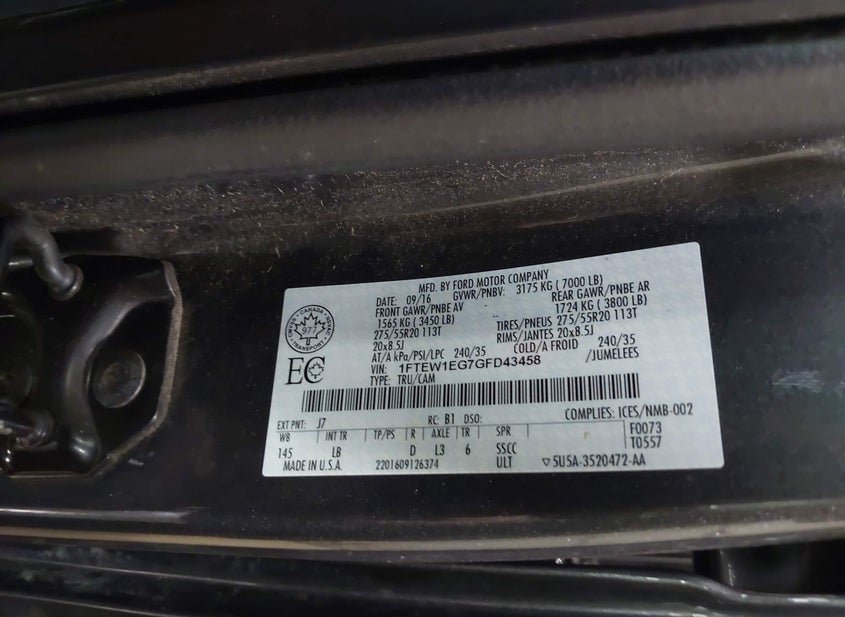 MFD. BY FORD MOTOR COMPANY
DATE: 09/16 GVWR/PNBV: 3175 KG ( 7000 LB)
FRONT GAWR/PNBE AV REAR GAWR/PNBE AR
1565 KG ( 3450 LB) 1724 KG ( 3800 LB)
275/55R20 113T TIRES/PNEUS 275/55R20 113T
20x8.5J RIMS/JANTES 20x8.5J
AT/A kPa/PSI/LPC 240/35 COLD/A FROID 240/35
VIN: 1FTEW1EG7GFD43458 /JUMELEES
TYPE: TRU/CAM
CANADA
977
TRANSPORT
EC
COMPLIES: ICES/NMB-002
EXT PNT: J7 RC: B1 DSO: F0073
WB INT TR TP/PS R AXLE TR SPR T0557
145 LB D L3 6 SSCC
MADE IN U.S.A. 2201609126374 ULT ▽5U5A-3520472-AA